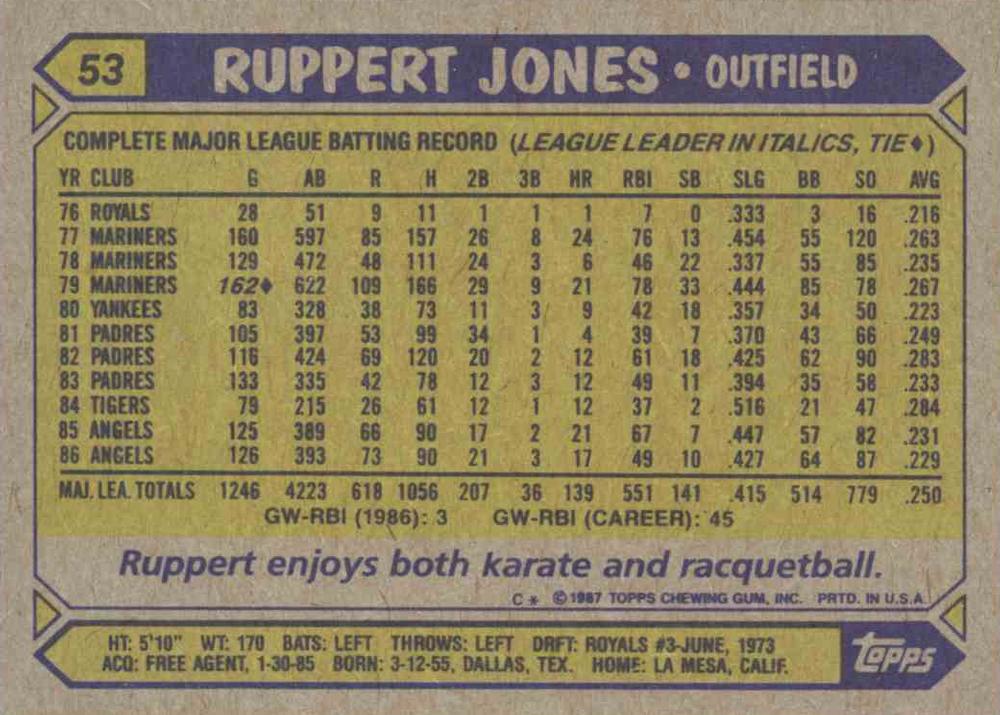 53 RUPPERT JONES • OUTFIELD
COMPLETE MAJOR LEAGUE BATTING RECORD (LEAGUE LEADER IN ITALICS, TIE♦)
YR CLUB G AB R H 2B 3B HR RBI SB SLG BB SO AVG
76 ROYALS 28 51 9 11 1 1 1 7 0 .333 3 16 .216
77 MARINERS 160 597 85 157 26 8 24 76 13 .454 55 120 .263
78 MARINERS 129 472 48 111 24 3 6 46 22 .337 55 85 .235
79 MARINERS 162♦ 622 109 166 29 9 21 78 33 .444 85 78 .267
80 YANKEES 83 328 38 73 11 3 9 42 18 .357 34 50 .223
81 PADRES 105 397 53 99 34 1 4 39 7 .370 43 66 .249
82 PADRES 116 424 69 120 20 2 12 61 18 .425 62 90 .283
83 PADRES 133 335 42 78 12 3 12 49 11 .394 35 58 .233
84 TIGERS 79 215 26 61 12 1 12 37 2 .516 21 47 .284
85 ANGELS 125 389 66 90 17 2 21 67 7 .447 57 82 .231
86 ANGELS 126 393 73 90 21 3 17 49 10 .427 64 87 .229
MAJ. LEA. TOTALS 1246 4223 618 1056 207 36 139 551 141 .415 514 779 .250
GW-RBI (1986): 3 GW-RBI (CAREER): 45
Ruppert enjoys both karate and racquetball.
C * © 1987 TOPPS CHEWING GUM, INC. PRTD. IN U.S.A.
HT: 5'10" WT: 170 BATS: LEFT THROWS: LEFT DRFT: ROYALS #3-JUNE, 1973
ACQ: FREE AGENT, 1-30-85 BORN: 3-12-55, DALLAS, TEX. HOME: LA MESA, CALIF.
Topps